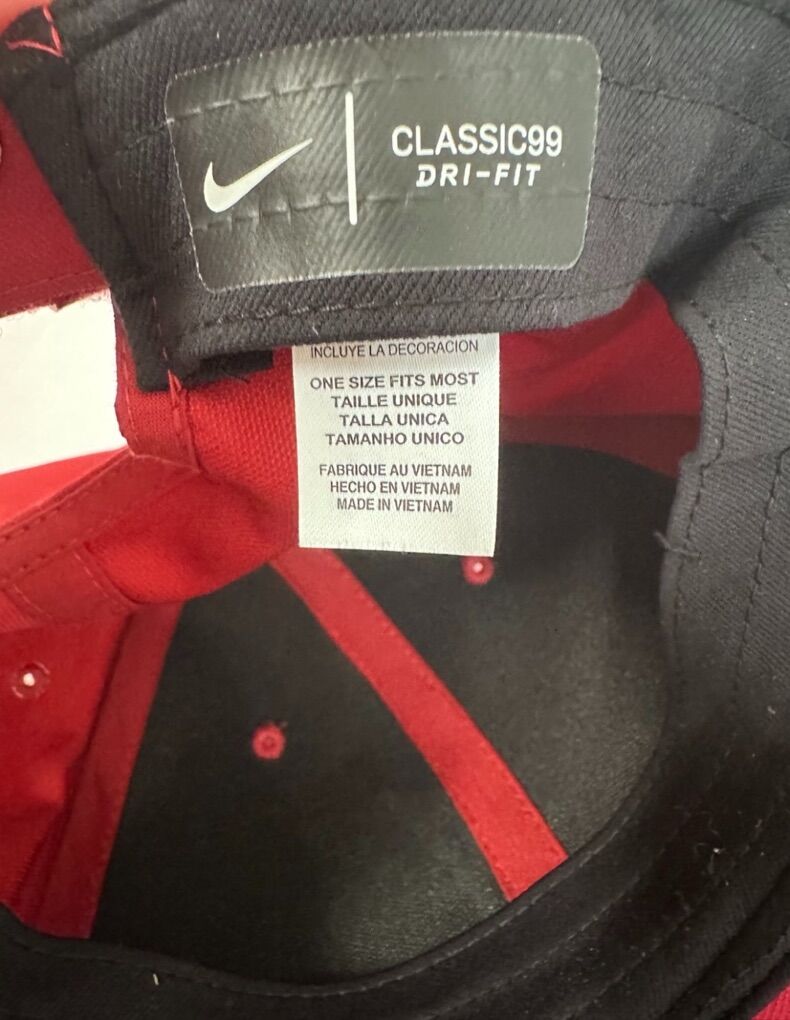 CLASSIC99
DRI-FIT
INCLUYE LA DECORACION
ONE SIZE FITS MOST
TAILLE UNIQUE
TALLA UNICA
TAMANHO UNICO
FABRIQUE AU VIETNAM
HECHO EN VIETNAM
MADE IN VIETNAM